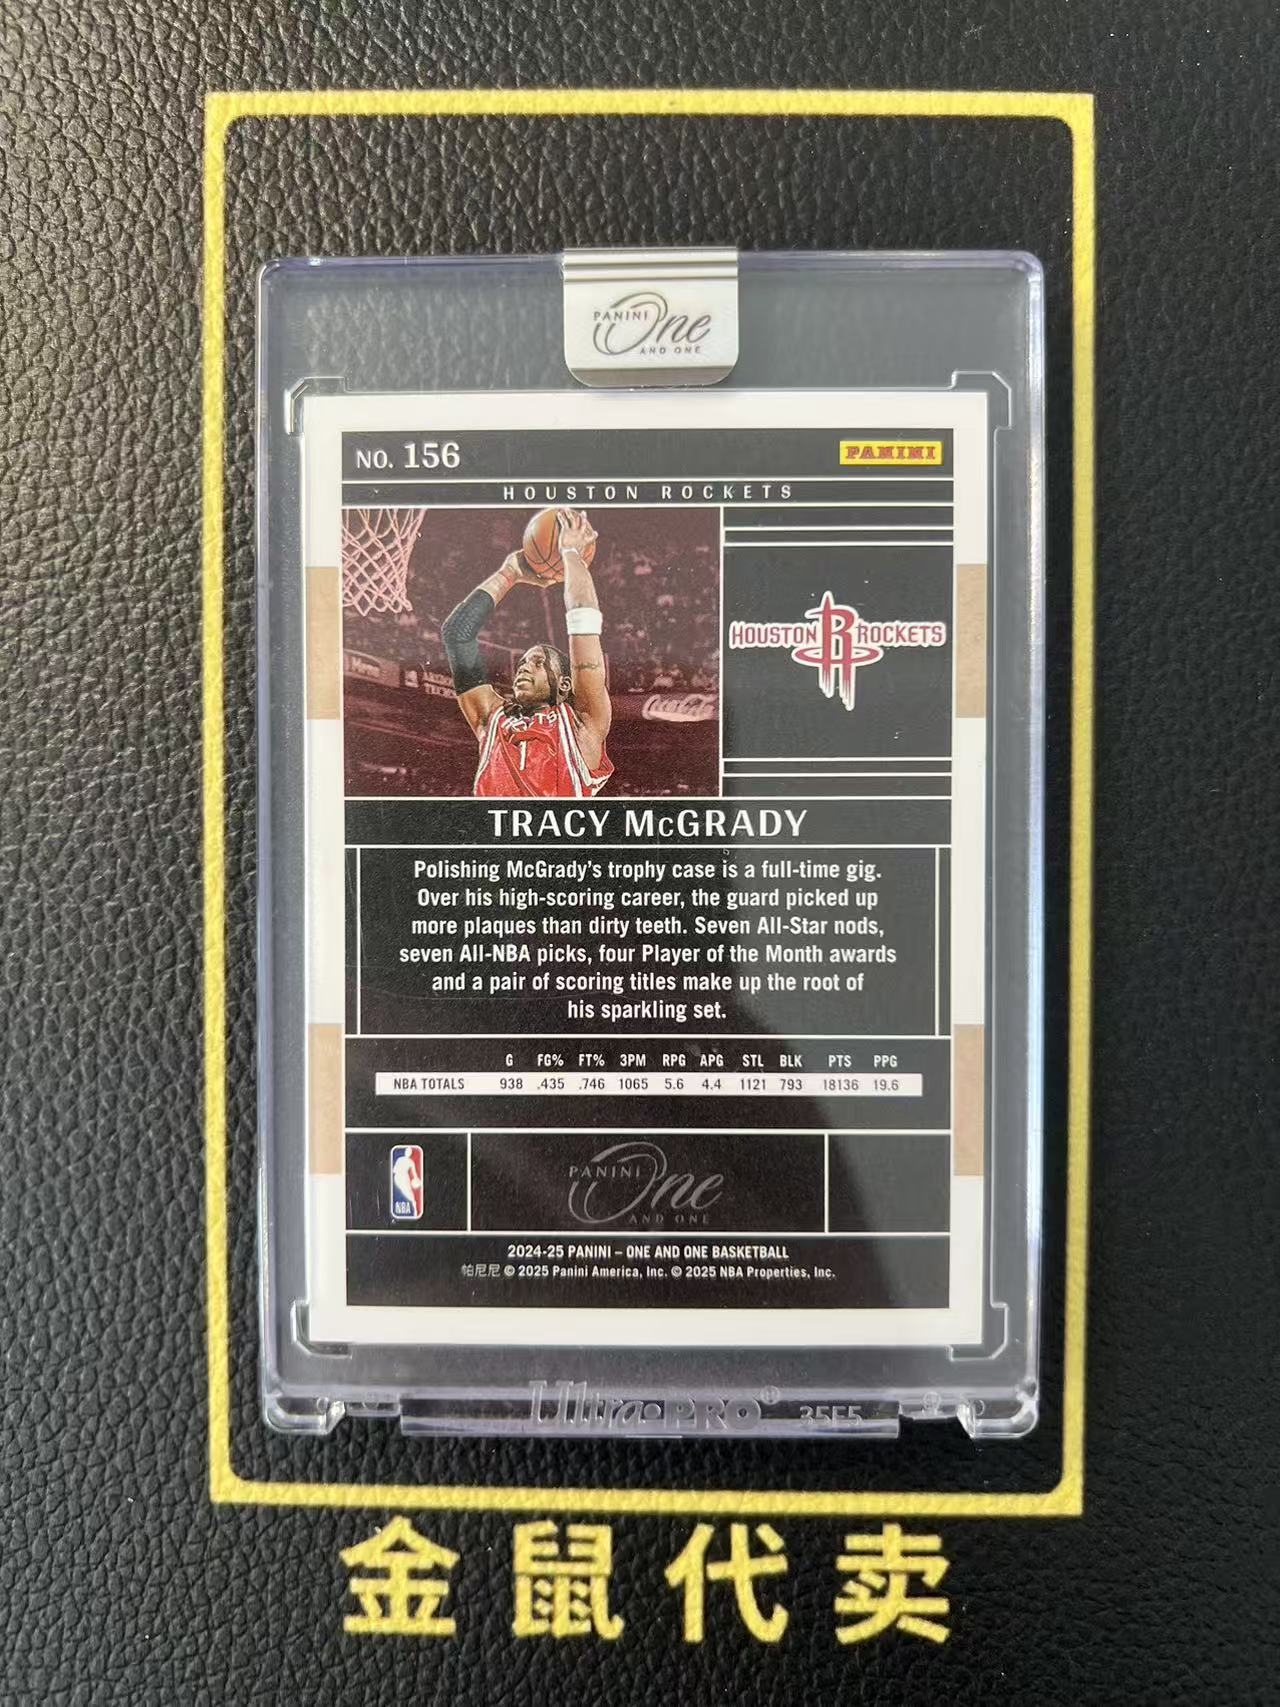 PANINI One
AND ONE
NO. 156
PANINI
HOUSTON ROCKETS
HOUSTON R ROCKETS
Coca-Cola
ROCKETS
1
TRACY McGRADY
Polishing McGrady's trophy case is a full-time gig.
Over his high-scoring career, the guard picked up
more plaques than dirty teeth. Seven All-Star nods,
seven All-NBA picks, four Player of the Month awards
and a pair of scoring titles make up the root of
his sparkling set.
G FG% FT% 3PM RPG APG STL BLK PTS PPG
NBA TOTALS 938 .435 .746 1065 5.6 4.4 1121 793 18136 19.6
NBA
PANINI One
AND ONE
2024-25 PANINI – ONE AND ONE BASKETBALL
帕尼尼 © 2025 Panini America, Inc. © 2025 NBA Properties, Inc.
Ultra·PRO® 35F5
金鼠代卖